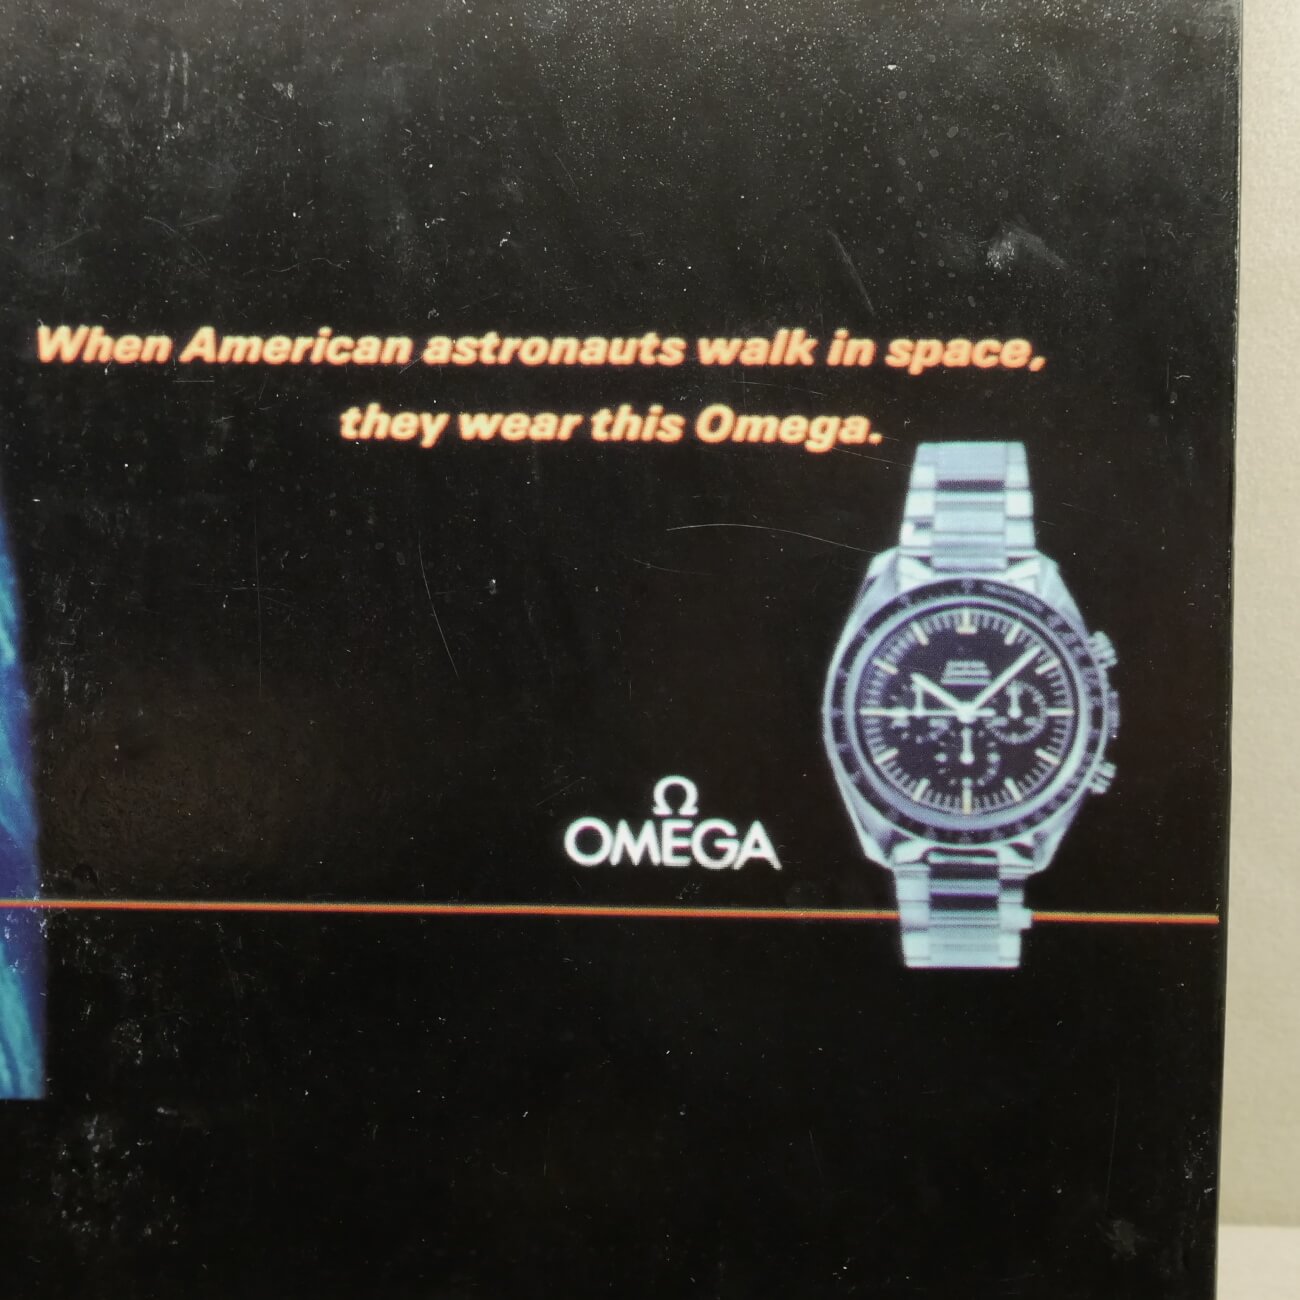 When American astronauts walk in space,
they wear this Omega.
Ω
OMEGA